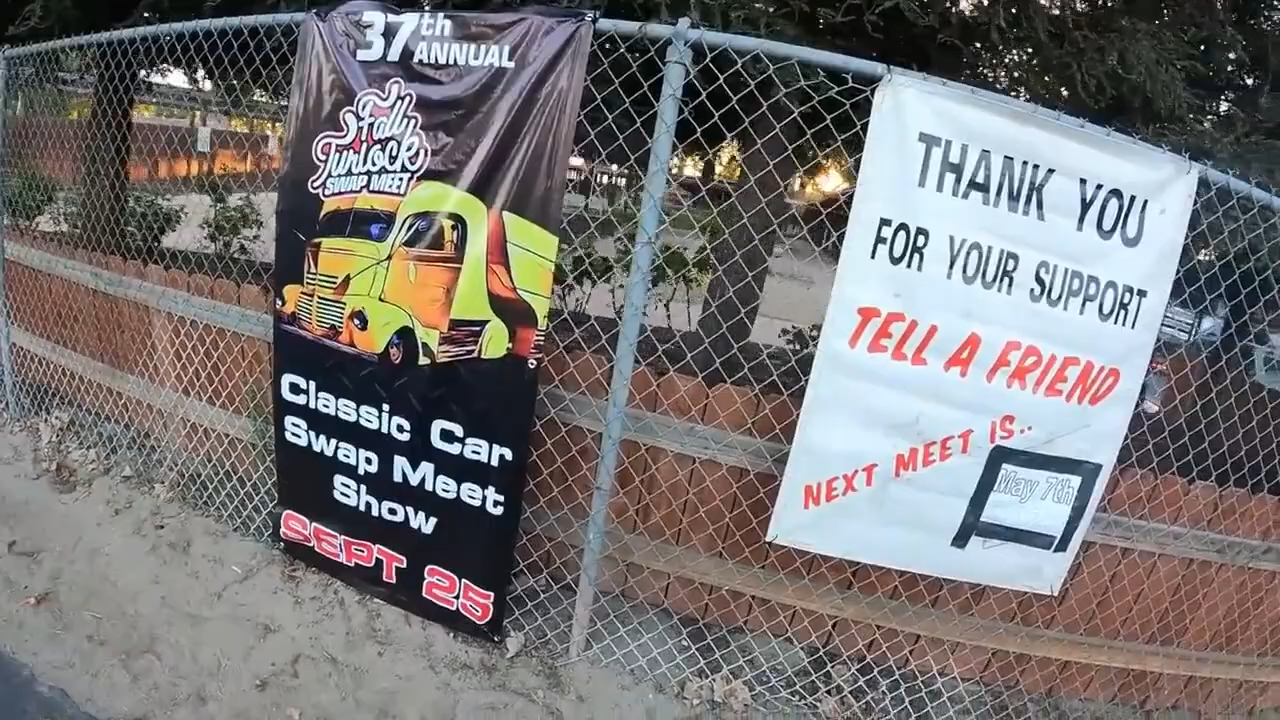 37th
ANNUAL
Fall
Turlock
SWAP MEET
Classic Car
Swap Meet
Show
SEPT 25
THANK YOU
FOR YOUR SUPPORT
TELL A FRIEND
NEXT MEET IS..
May 7th